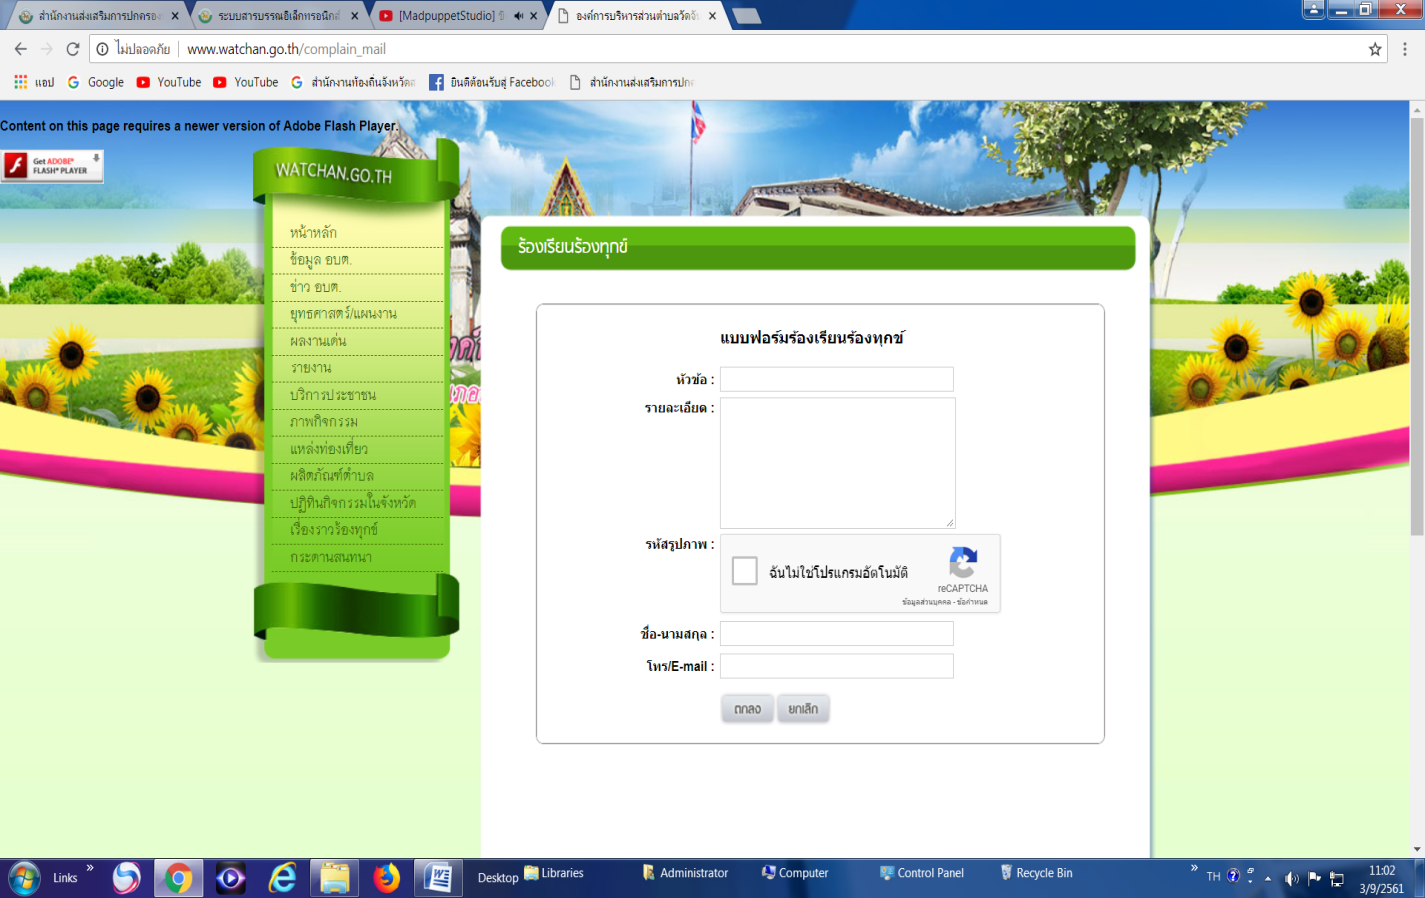 สำนักงานส่งเสริมการปกครอง
ระบบสารบรรณอิเล็กทรอนิกส์
[MadpuppetStudio]
องค์การบริหารส่วนตำบลวัดจัน
ไม่ปลอดภัย
www.watchan.go.th/complain_mail
แอป
Google
YouTube
YouTube
สำนักงานท้องถิ่นจังหวัด
ยินดีต้อนรับสู่ Facebook
สำนักงานส่งเสริมการปก
Content on this page requires a newer version of Adobe Flash Player.
Get ADOBE®
FLASH® PLAYER
WATCHAN.GO.TH
หน้าหลัก
ข้อมูล อบต.
ข่าว อบต.
ยุทธศาสตร์/แผนงาน
ผลงานเด่น
รายงาน
บริการประชาชน
ภาพกิจกรรม
แหล่งท่องเที่ยว
ผลิตภัณฑ์ตำบล
ปฏิทินกิจกรรมในจังหวัด
เรื่องราวร้องทุกข์
กระดานสนทนา
ร้องเรียนร้องทุกข์
แบบฟอร์มร้องเรียนร้องทุกข์
หัวข้อ :
รายละเอียด :
รหัสรูปภาพ :
ฉันไม่ใช่โปรแกรมอัตโนมัติ
reCAPTCHA
ข้อมูลส่วนบุคคล - ข้อกำหนด
ชื่อ-นามสกุล :
โทร/E-mail :
ตกลง
ยกเลิก
Links »
Desktop
Libraries
Administrator
Computer
Control Panel
Recycle Bin
»
TH
11:02
3/9/2561